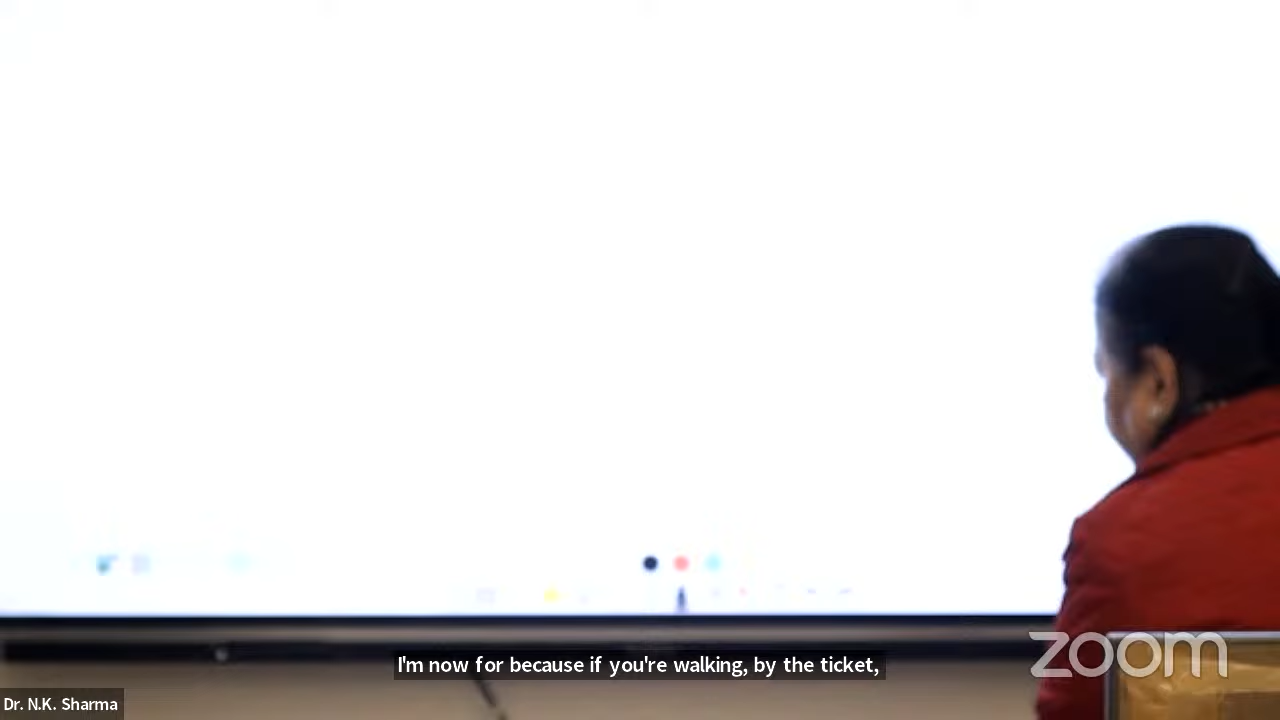 I'm now for because if you're walking, by the ticket,
zoom
Dr. N.K. Sharma